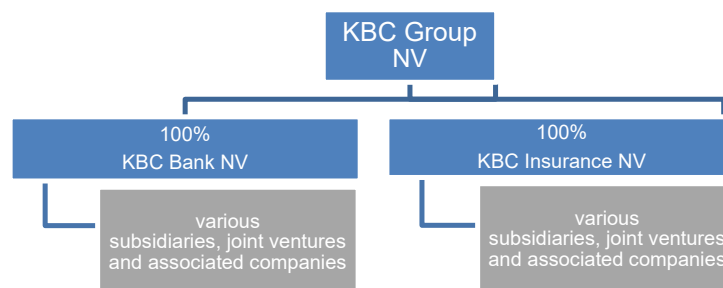 KBC Group
NV
100%
KBC Bank NV
100%
KBC Insurance NV
various
subsidiaries, joint ventures
and associated companies
various
subsidiaries, joint ventures
and associated companies